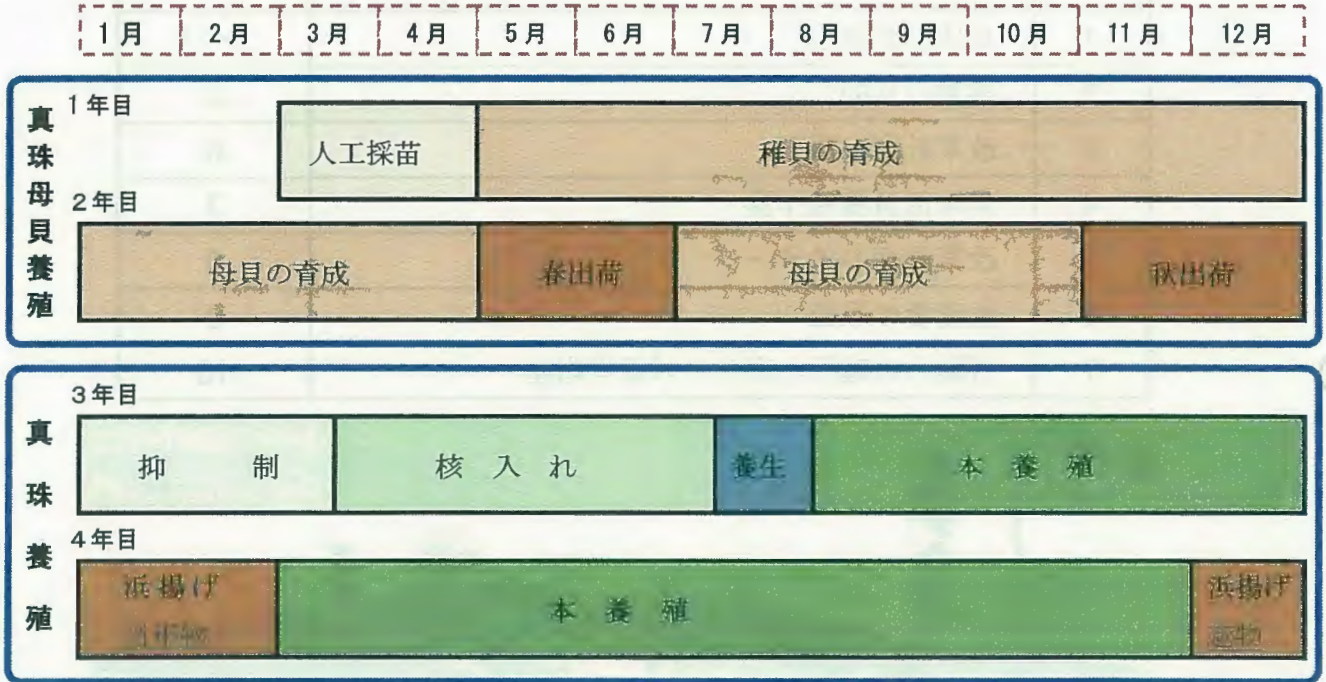 1月 2月 3月 4月 5月 6月 7月 8月 9月 10月 11月 12月
真珠母貝養殖
1年目
人工採苗 稚貝の育成
2年目
母貝の育成 春出荷 母貝の育成 秋出荷
真珠養殖
3年目
抑制 核入れ 養生 本養殖
4年目
浜揚げ 本養殖 浜揚げ